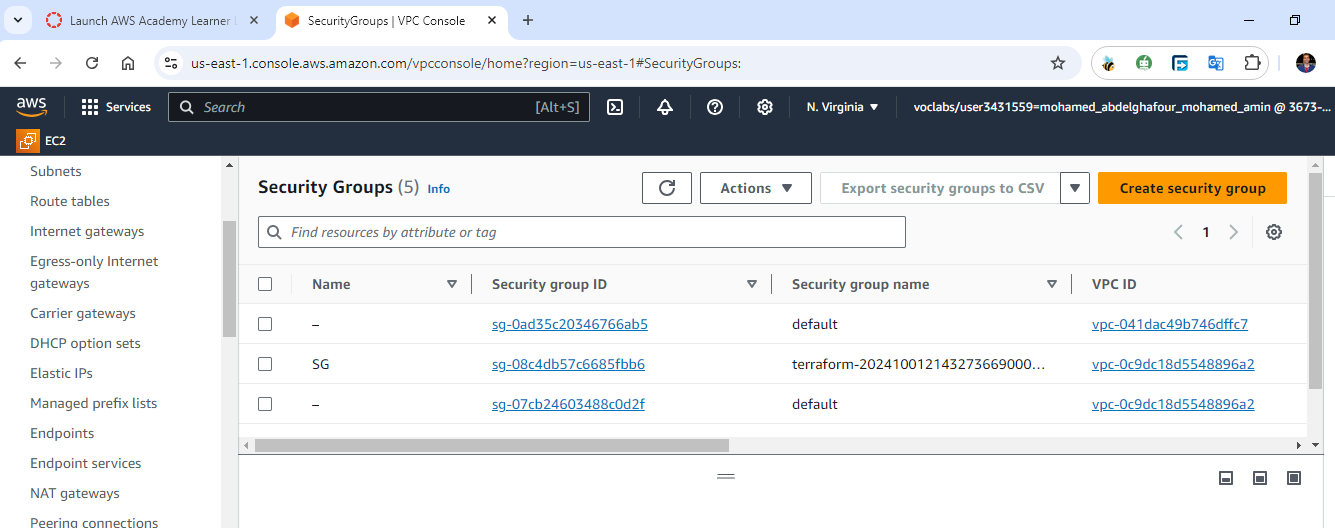 Launch AWS Academy Learner
SecurityGroups | VPC Console
us-east-1.console.aws.amazon.com/vpcconsole/home?region=us-east-1#SecurityGroups:
aws Services Search [Alt+S] N. Virginia voclabs/user3431559=mohamed_abdelghafour_mohamed_amin @ 3673-...
EC2
Subnets
Route tables
Internet gateways
Egress-only Internet
gateways
Carrier gateways
DHCP option sets
Elastic IPs
Managed prefix lists
Endpoints
Endpoint services
NAT gateways
Peering connections
Security Groups (5) Info
Actions
Export security groups to CSV
Create security group
Find resources by attribute or tag
1
Name Security group ID Security group name VPC ID
– sg-0ad35c20346766ab5 default vpc-041dac49b746dffc7
SG sg-08c4db57c6685fbb6 terraform-202410012143273669000... vpc-0c9dc18d5548896a2
– sg-07cb24603488c0d2f default vpc-0c9dc18d5548896a2